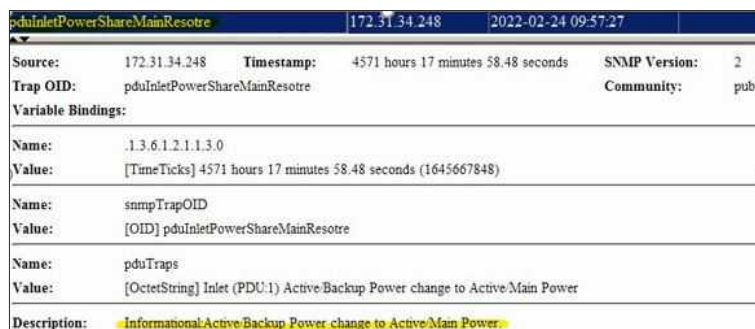 pduInletPowerShareMainResotre 172.31.34.248 2022-02-24 09:57:27
Source: 172.31.34.248 Timestamp: 4571 hours 17 minutes 58.48 seconds SNMP Version: 2
Trap OID: pduInletPowerShareMainResotre Community: pub
Variable Bindings:
Name: .1.3.6.1.2.1.1.3.0
Value: [TimeTicks] 4571 hours 17 minutes 58.48 seconds (1645667848)
Name: snmpTrapOID
Value: [OID] pduInletPowerShareMainResotre
Name: pduTraps
Value: [OctetString] Inlet (PDU:1) Active/Backup Power change to Active/Main Power
Description: Informational:Active/Backup Power change to Active/Main Power.